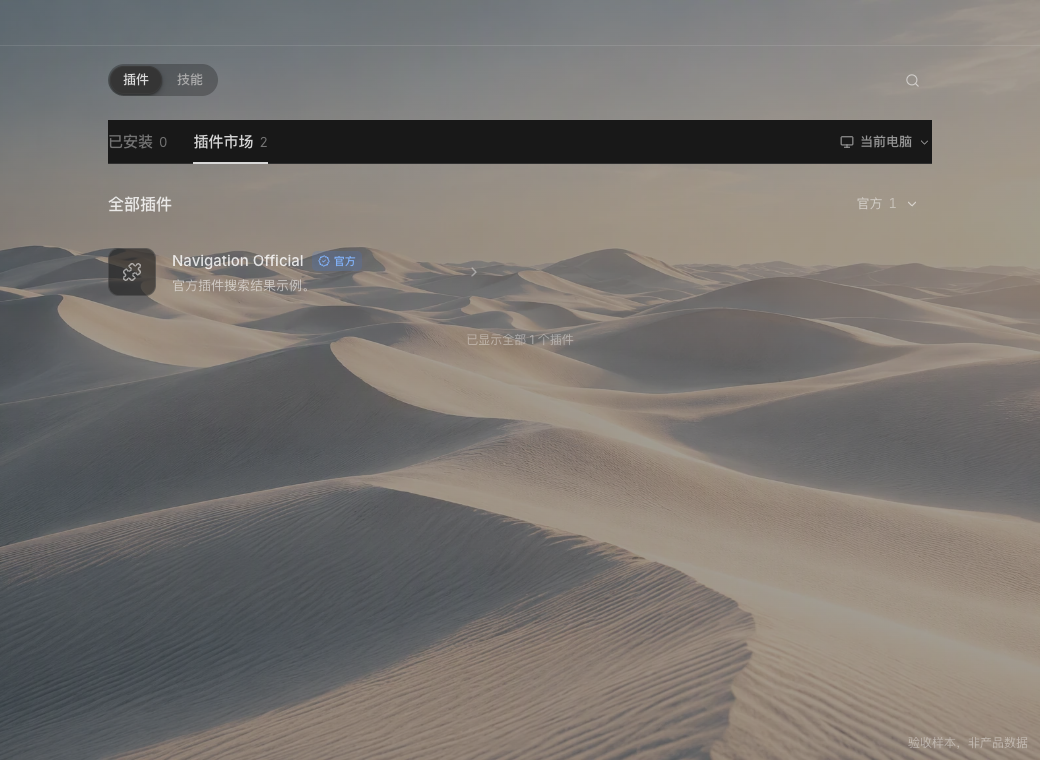 插件 技能
已安装 0 插件市场 2 当前电脑
全部插件 官方 1
Navigation Official 官方
官方插件搜索结果示例。
已显示全部 1 个插件
验收样本，非产品数据